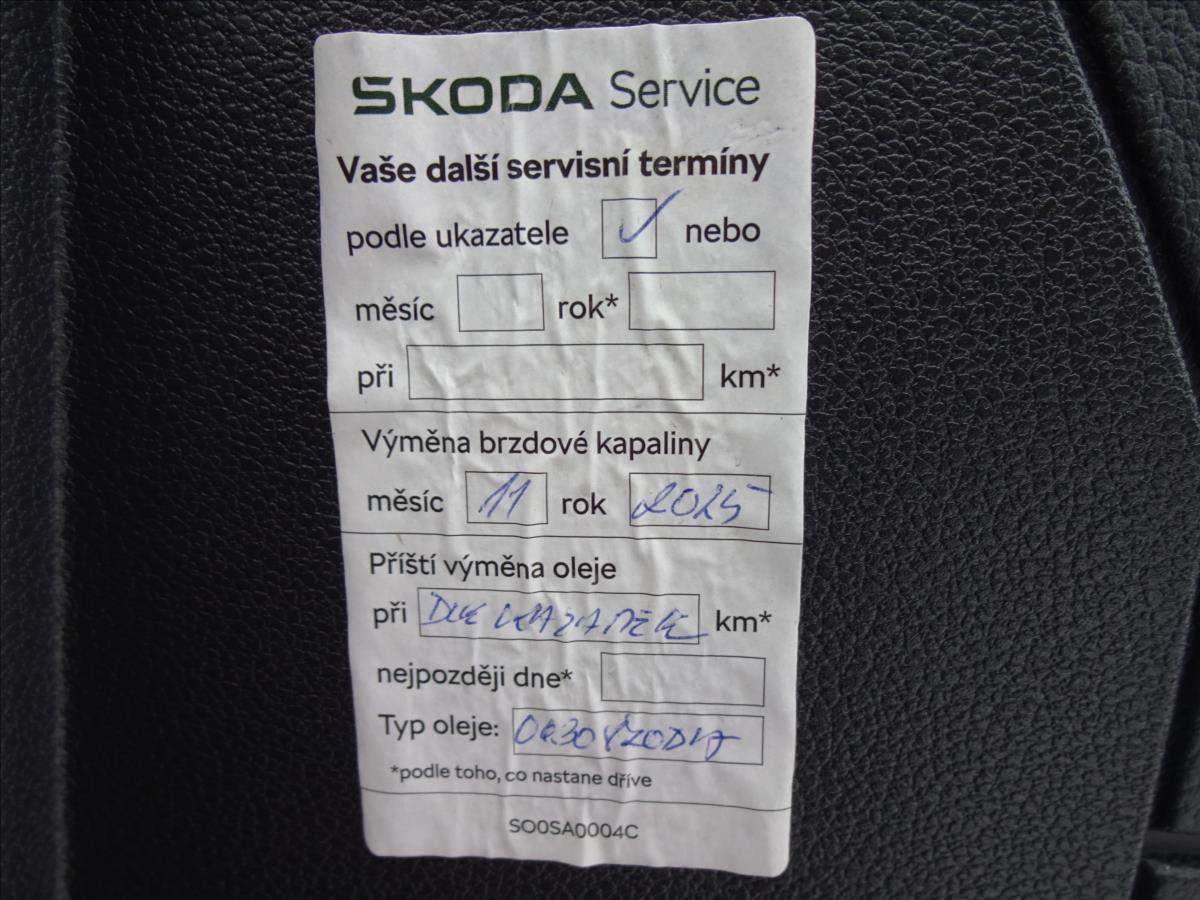 ŠKODA Service
Vaše další servisní termíny
podle ukazatele ✓ nebo
měsíc rok*
při km*
Výměna brzdové kapaliny
měsíc 11 rok 2025
Příští výměna oleje
při DLE UKAZATELE km*
nejpozději dne*
Typ oleje: 0W30
*podle toho, co nastane dříve
SO0SA0004C